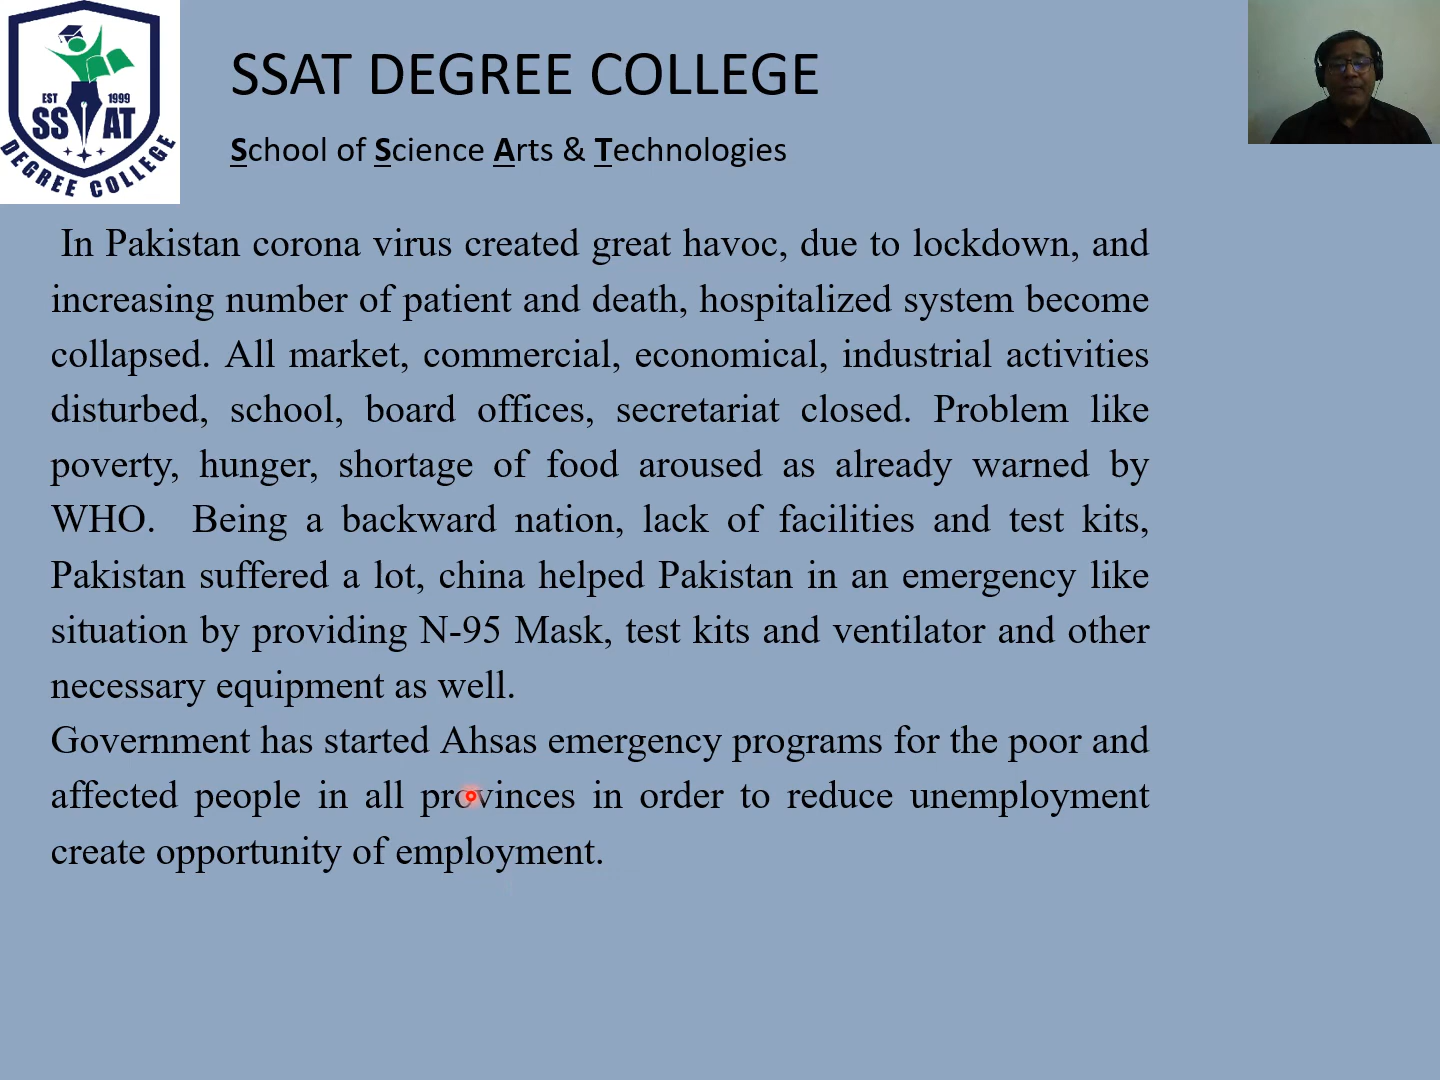 EST 1999
SSAT
DEGREE COLLEGE
SSAT DEGREE COLLEGE
School of Science Arts & Technologies
In Pakistan corona virus created great havoc, due to lockdown, and
increasing number of patient and death, hospitalized system become
collapsed. All market, commercial, economical, industrial activities
disturbed, school, board offices, secretariat closed. Problem like
poverty, hunger, shortage of food aroused as already warned by
WHO. Being a backward nation, lack of facilities and test kits,
Pakistan suffered a lot, china helped Pakistan in an emergency like
situation by providing N-95 Mask, test kits and ventilator and other
necessary equipment as well.
Government has started Ahsas emergency programs for the poor and
affected people in all provinces in order to reduce unemployment
create opportunity of employment.